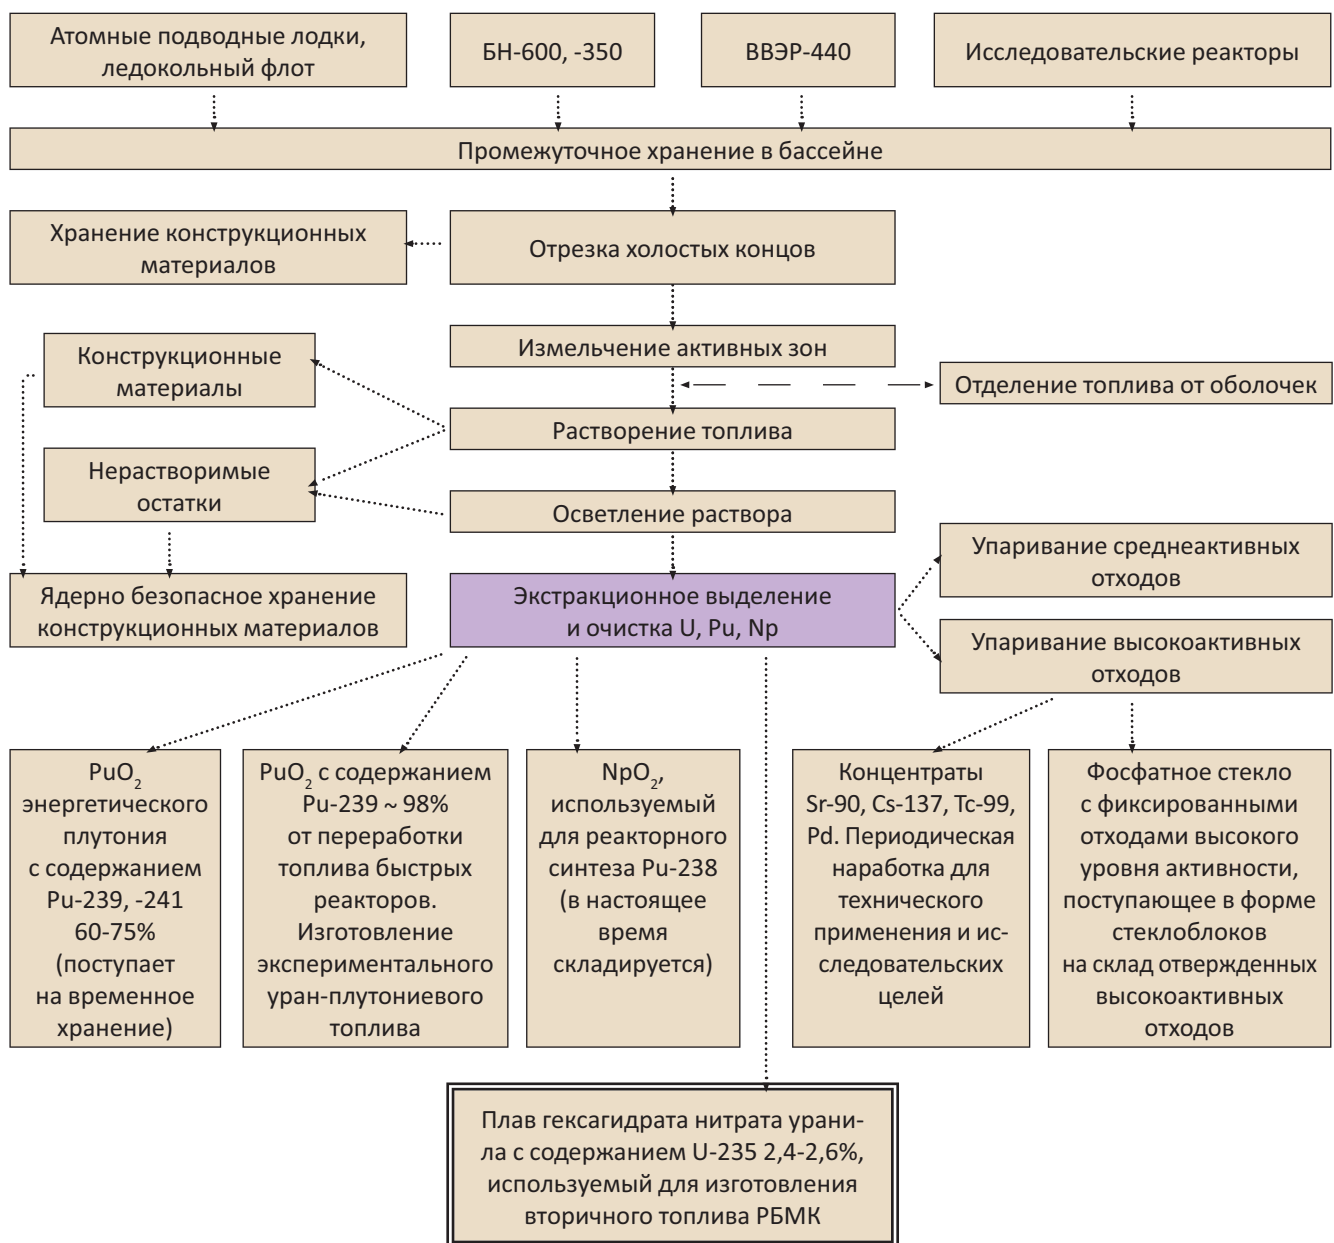 Атомные подводные лодки,
ледокольный флот
БН-600, -350
ВВЭР-440
Исследовательские реакторы
Промежуточное хранение в бассейне
Хранение конструкционных
материалов
Отрезка холостых концов
Измельчение активных зон
Конструкционные
материалы
Отделение топлива от оболочек
Растворение топлива
Нерастворимые
остатки
Осветление раствора
Упаривание среднеактивных
отходов
Ядерно безопасное хранение
конструкционных материалов
Экстракционное выделение
и очистка U, Pu, Np
Упаривание высокоактивных
отходов
PuO₂
энергетического
плутония
с содержанием
Pu-239, -241
60-75%
(поступает
на временное
хранение)
PuO₂ с содержанием
Pu-239 ~ 98%
от переработки
топлива быстрых
реакторов.
Изготовление
экспериментального
уран-плутониевого
топлива
NpO₂,
используемый
для реакторного
синтеза Pu-238
(в настоящее
время
складируется)
Концентраты
Sr-90, Cs-137, Tc-99,
Pd. Периодическая
наработка для
технического
применения и ис-
следовательских
целей
Фосфатное стекло
с фиксированными
отходами высокого
уровня активности,
поступающее в форме
стеклоблоков
на склад отвержденных
высокоактивных
отходов
Плав гексагидрата нитрата урани-
ла с содержанием U-235 2,4-2,6%,
используемый для изготовления
вторичного топлива РБМК